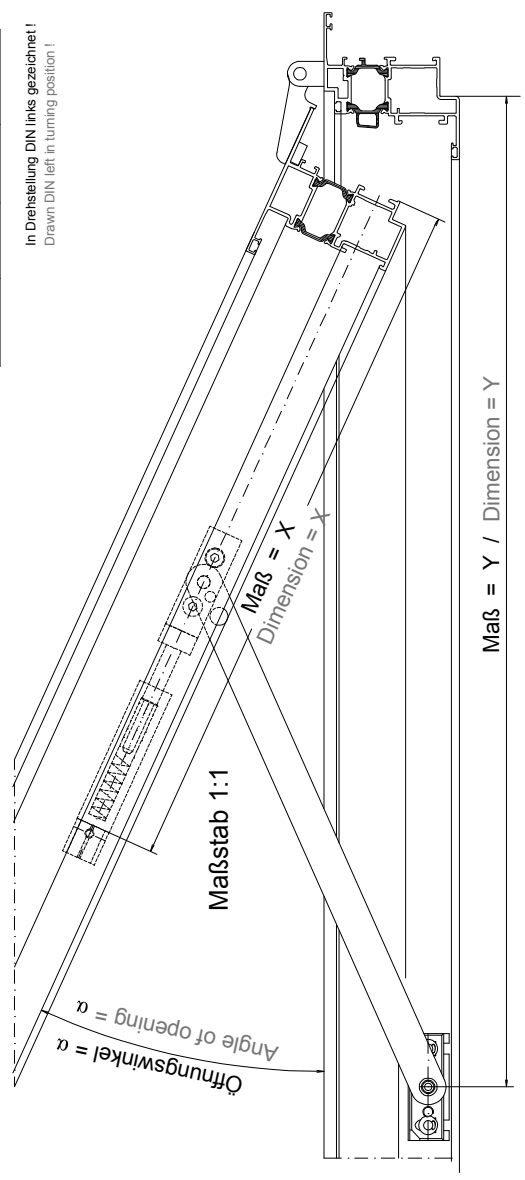 In Drehstellung DIN links gezeichnet !
Drawn DIN left in turning position !
Maß = X
Dimension = X
Maßstab 1:1
Öffnungswinkel = α
Angle of opening = α
Maß = Y / Dimension = Y